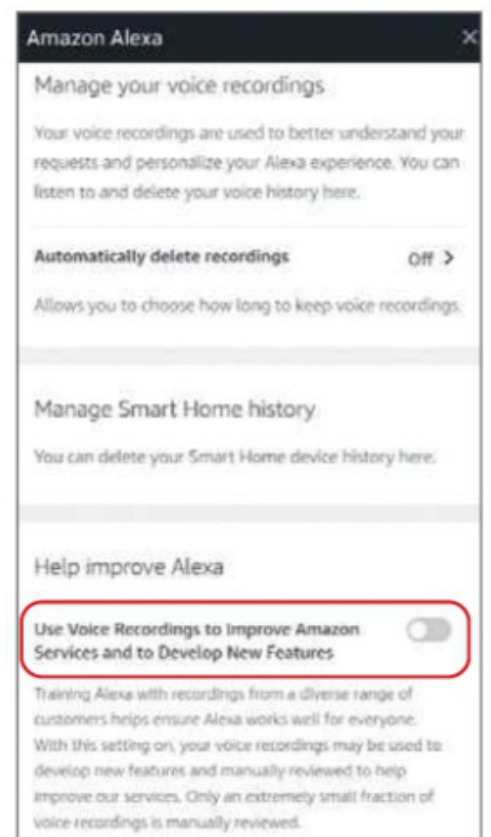 Amazon Alexa ×
Manage your voice recordings
Your voice recordings are used to better understand your
requests and personalize your Alexa experience. You can
listen to and delete your voice history here.
Automatically delete recordings Off >
Allows you to choose how long to keep voice recordings.
Manage Smart Home history
You can delete your Smart Home device history here.
Help improve Alexa
Use Voice Recordings to Improve Amazon
Services and to Develop New Features
Training Alexa with recordings from a diverse range of
customers helps ensure Alexa works well for everyone.
With this setting on, your voice recordings may be used to
develop new features and manually reviewed to help
improve our services. Only an extremely small fraction of
voice recordings is manually reviewed.